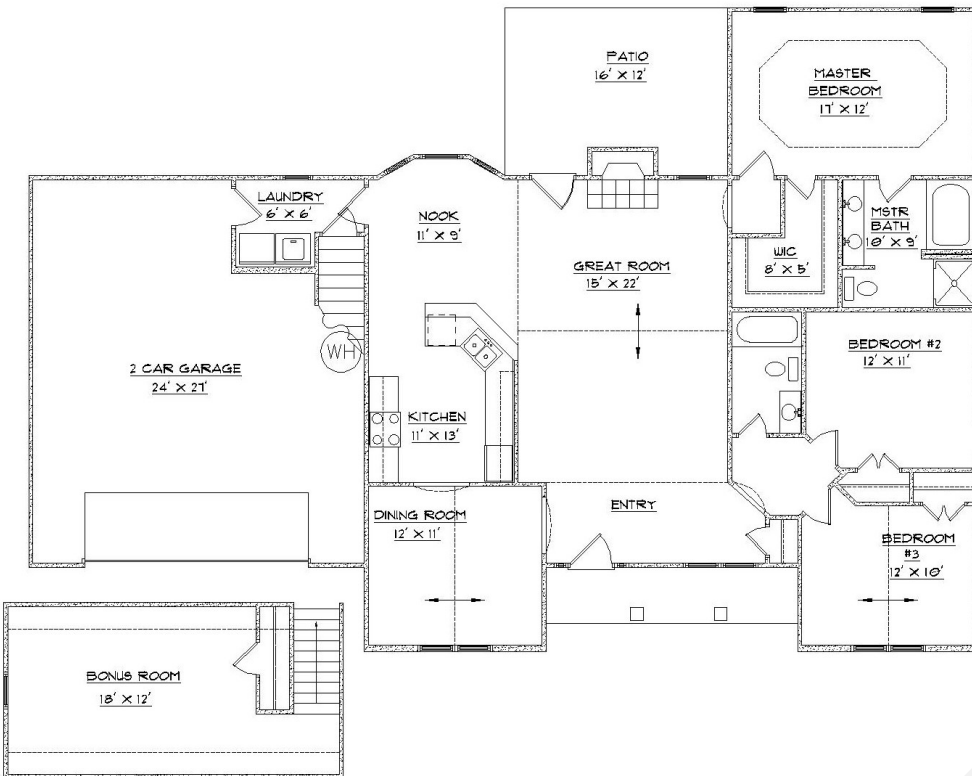 PATIO
16' X 12'
MASTER
BEDROOM
17' X 12'
LAUNDRY
6' X 6'
NOOK
11' X 9'
MSTR
BATH
10' X 9'
WIC
8' X 5'
GREAT ROOM
15' X 22'
WH
2 CAR GARAGE
24' X 27'
BEDROOM #2
12' X 11'
KITCHEN
11' X 13'
DINING ROOM
12' X 11'
ENTRY
BEDROOM
#3
12' X 10'
BONUS ROOM
18' X 12'